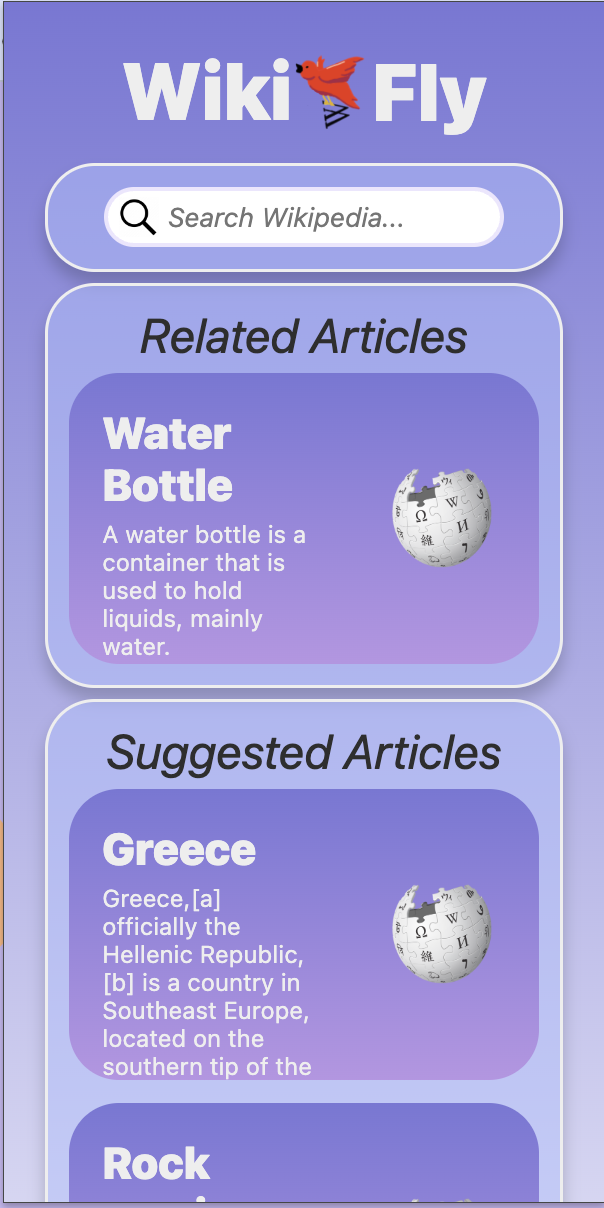 Wiki Fly
Search Wikipedia...
Related Articles
Water
Bottle
A water bottle is a
container that is
used to hold
liquids, mainly
water.
Suggested Articles
Greece
Greece,[a]
officially the
Hellenic Republic,
[b] is a country in
Southeast Europe,
located on the
southern tip of the
Rock